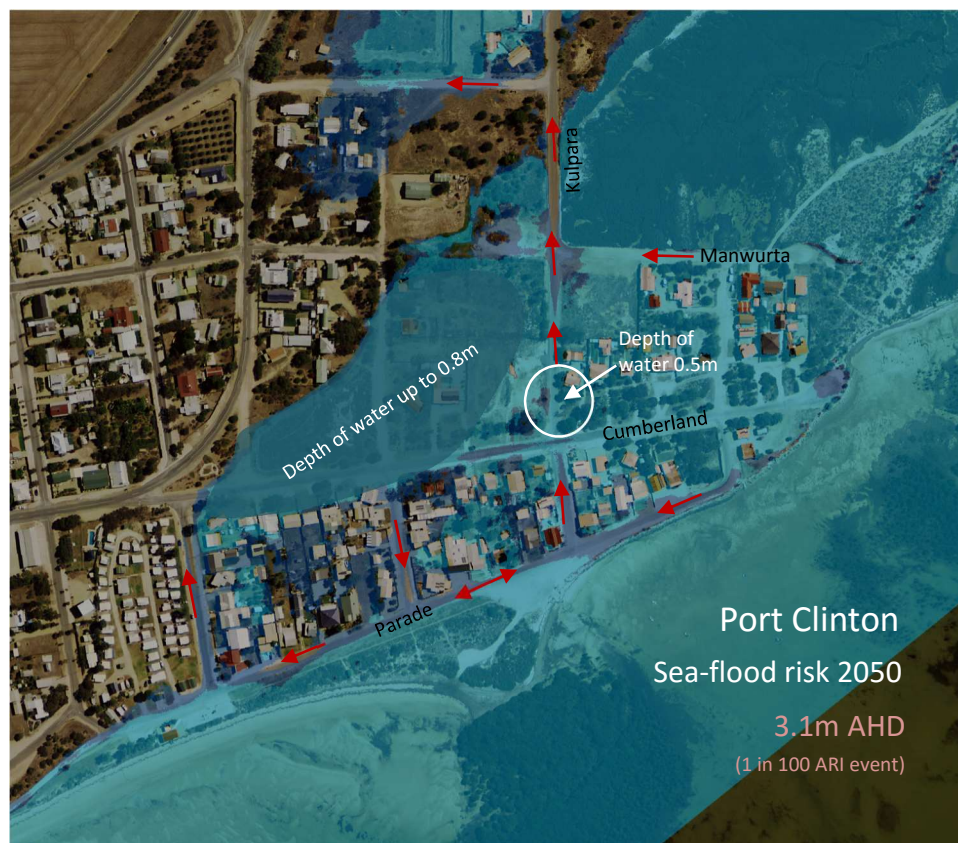 Kulpara
Manwurta
Depth of
water 0.5m
Depth of water up to 0.8m
Cumberland
Parade
Port Clinton
Sea-flood risk 2050
3.1m AHD
(1 in 100 ARI event)